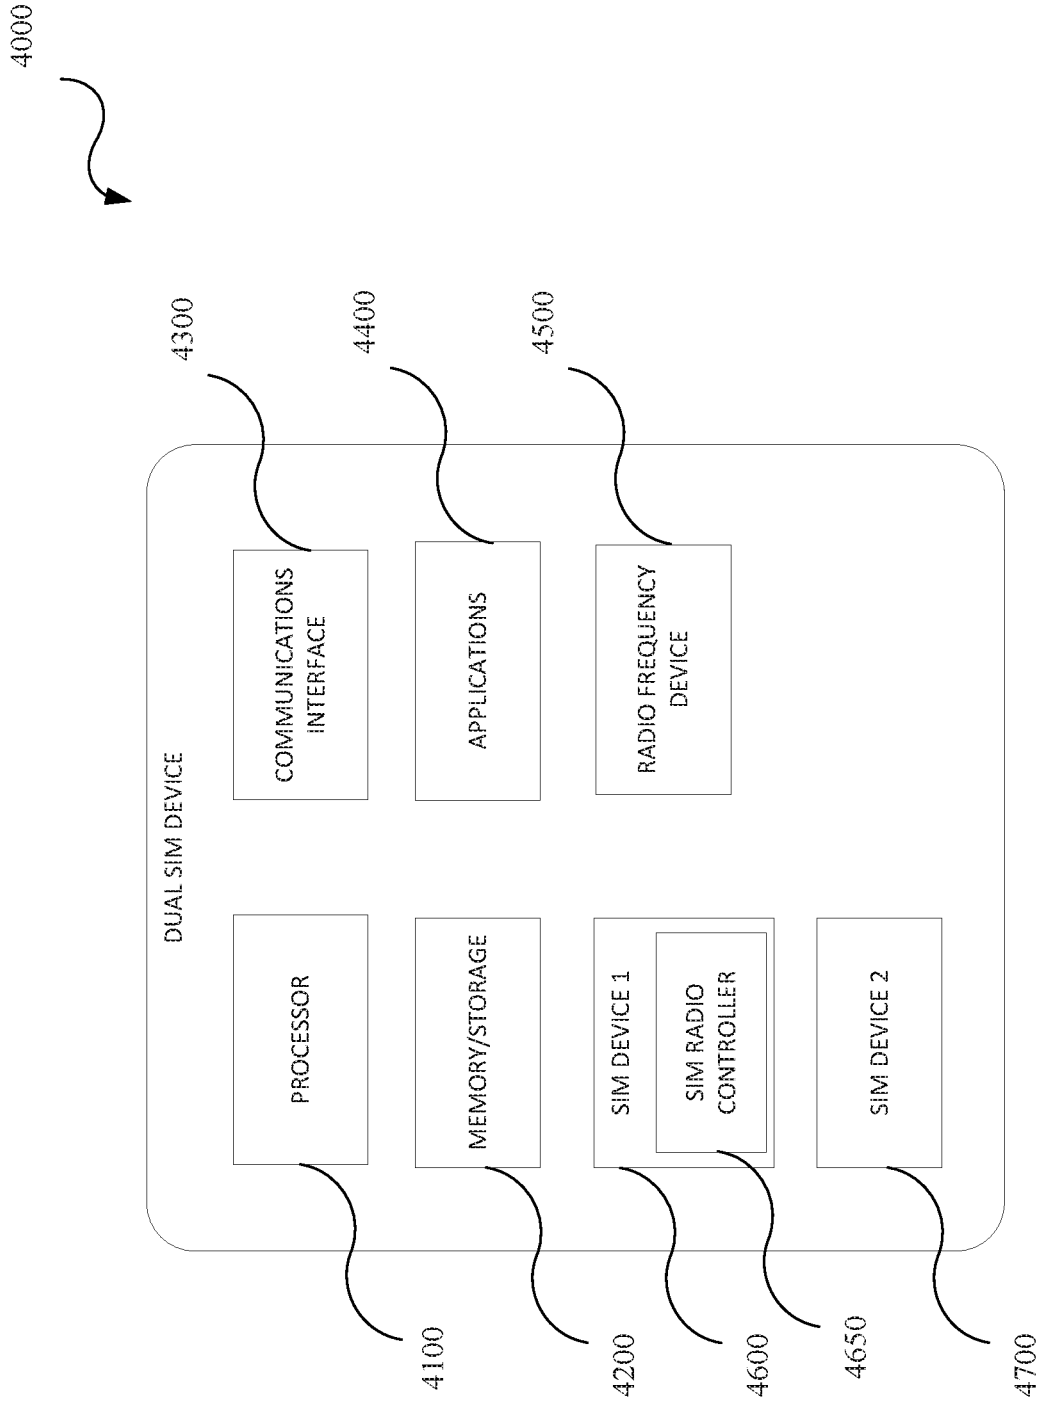 4000
DUAL SIM DEVICE
4100
PROCESSOR
COMMUNICATIONS
INTERFACE
4300
4200
MEMORY/STORAGE
APPLICATIONS
4400
4600
SIM DEVICE 1
4650
SIM RADIO
CONTROLLER
RADIO FREQUENCY
DEVICE
4500
4700
SIM DEVICE 2